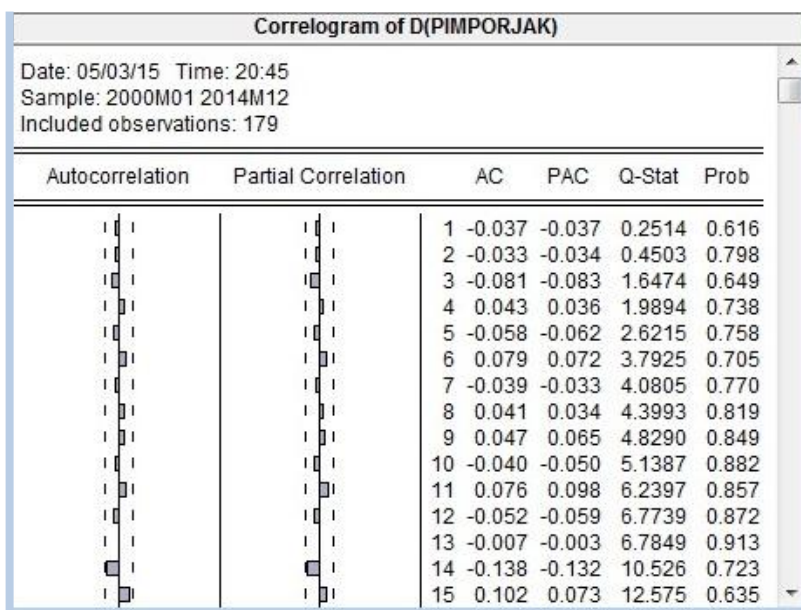 Correlogram of D(PIMPORJAK)
Date: 05/03/15 Time: 20:45
Sample: 2000M01 2014M12
Included observations: 179
Autocorrelation Partial Correlation AC PAC Q-Stat Prob
1 -0.037 -0.037 0.2514 0.616
2 -0.033 -0.034 0.4503 0.798
3 -0.081 -0.083 1.6474 0.649
4 0.043 0.036 1.9894 0.738
5 -0.058 -0.062 2.6215 0.758
6 0.079 0.072 3.7925 0.705
7 -0.039 -0.033 4.0805 0.770
8 0.041 0.034 4.3993 0.819
9 0.047 0.065 4.8290 0.849
10 -0.040 -0.050 5.1387 0.882
11 0.076 0.098 6.2397 0.857
12 -0.052 -0.059 6.7739 0.872
13 -0.007 -0.003 6.7849 0.913
14 -0.138 -0.132 10.526 0.723
15 0.102 0.073 12.575 0.635